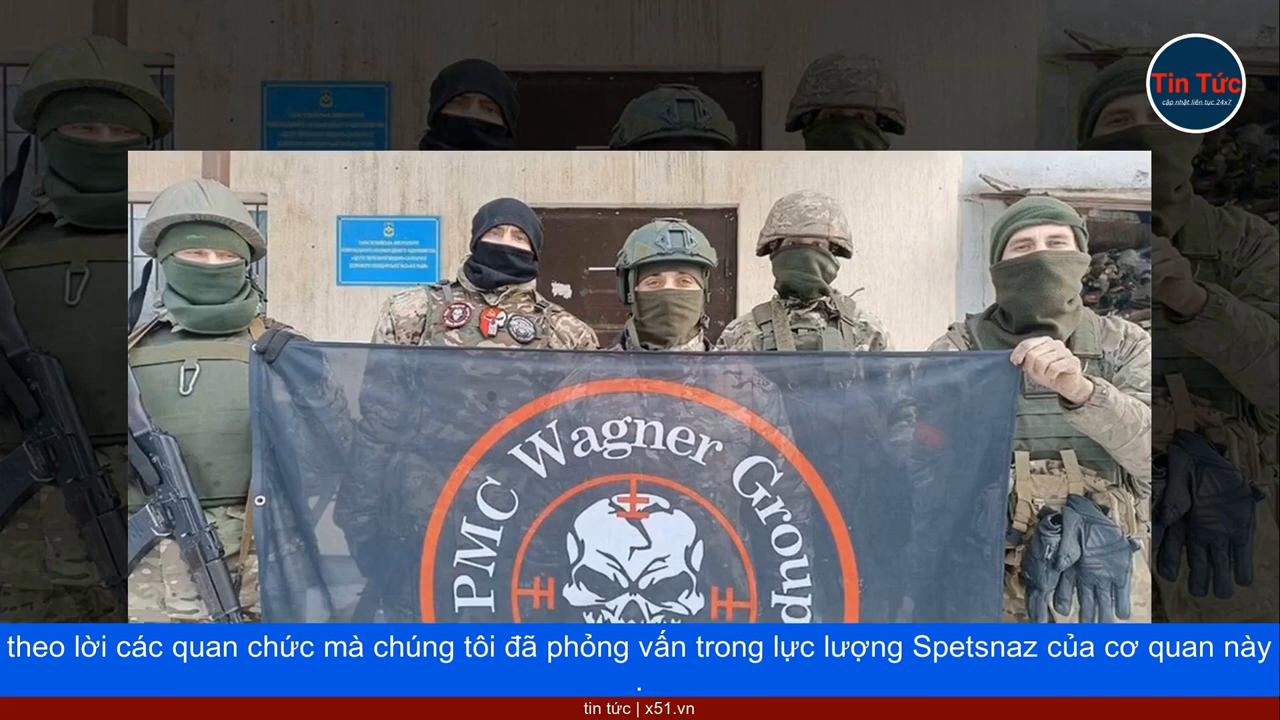 Tin Tức
cập nhật liên tục 24x7
PMC Wagner Group
theo lời các quan chức mà chúng tôi đã phỏng vấn trong lực lượng Spetsnaz của cơ quan này
.
tin tức | x51.vn